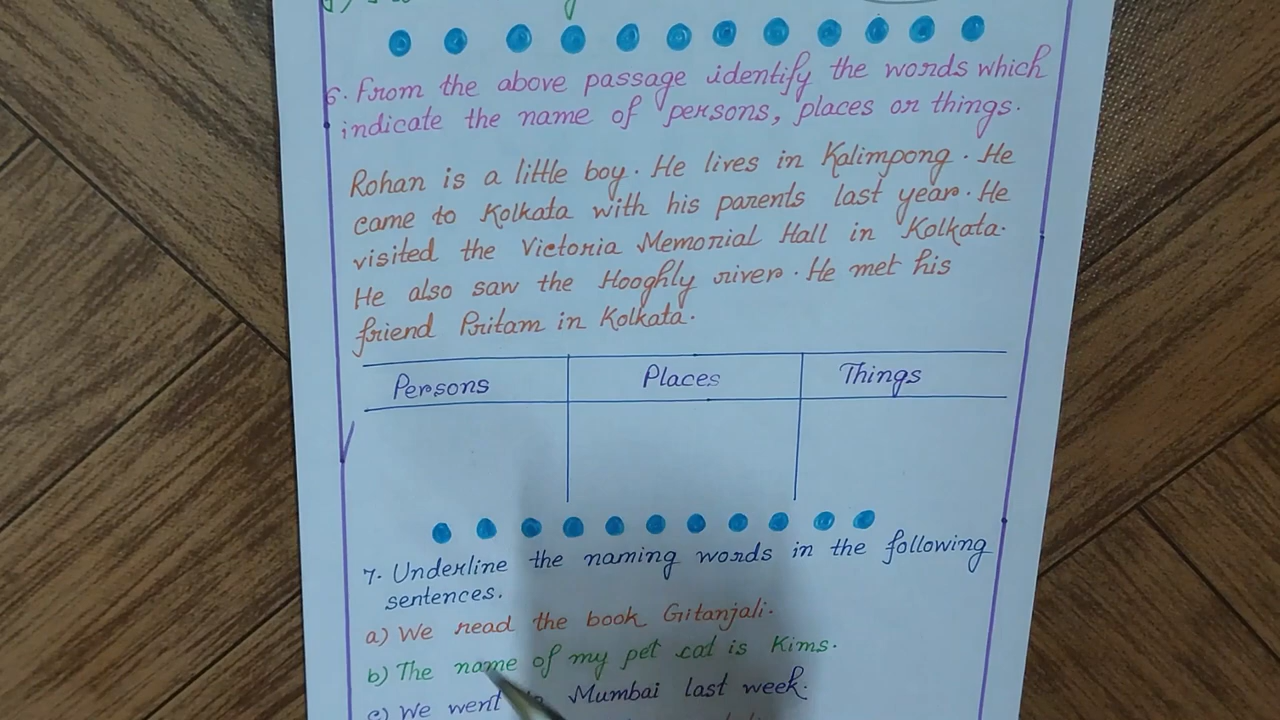 6. From the above passage identify the words which
indicate the name of persons, places or things.
Rohan is a little boy. He lives in Kalimpong. He
came to Kolkata with his parents last year. He
visited the Victoria Memorial Hall in Kolkata.
He also saw the Hooghly river. He met his
friend Pritam in Kolkata.
Persons Places Things
7. Underline the naming words in the following
sentences.
a) We read the book Gitanjali.
b) The name of my pet cat is Kims.
c) We went Mumbai last week.